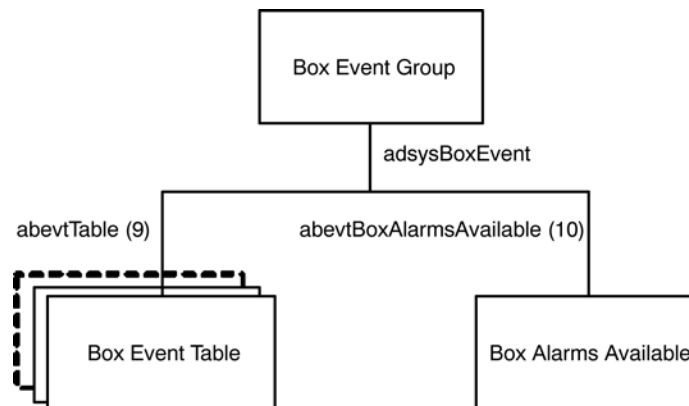 Box Event Group
adsysBoxEvent
abevtTable (9)
abevtBoxAlarmsAvailable (10)
Box Event Table
Box Alarms Available